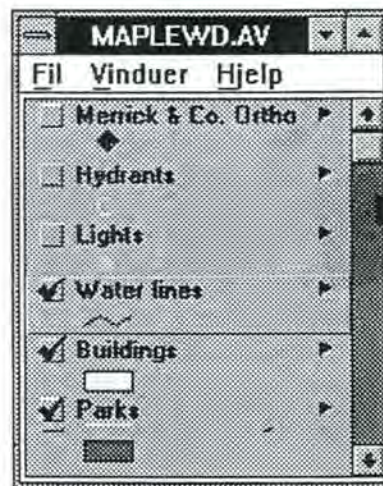 MAPLEWD.AV
Fil Vinduer Hjelp
Merrick & Co. Ortho
Hydrants
Lights
Water lines
Buildings
Parks